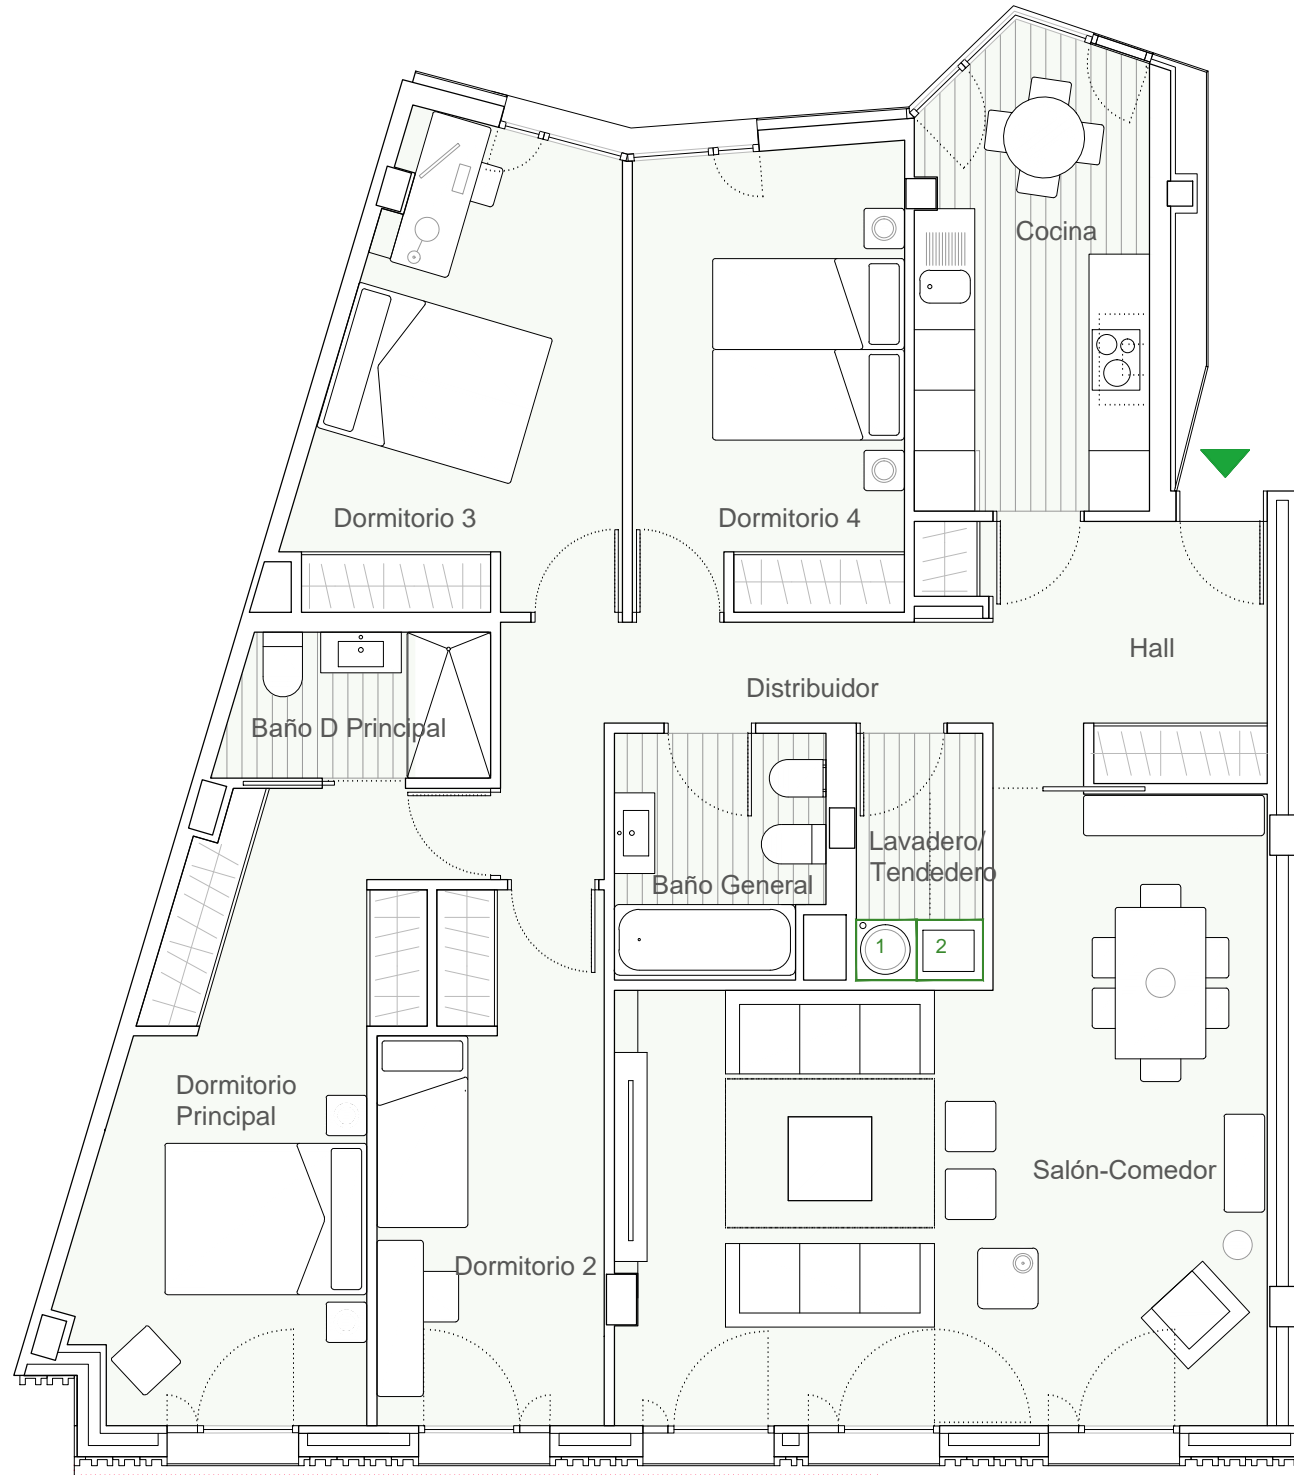 Cocina
Dormitorio 3
Dormitorio 4
Hall
Distribuidor
Baño D Principal
Lavadero/
Tendedero
Baño General
1
2
Dormitorio
Principal
Salón-Comedor
Dormitorio 2